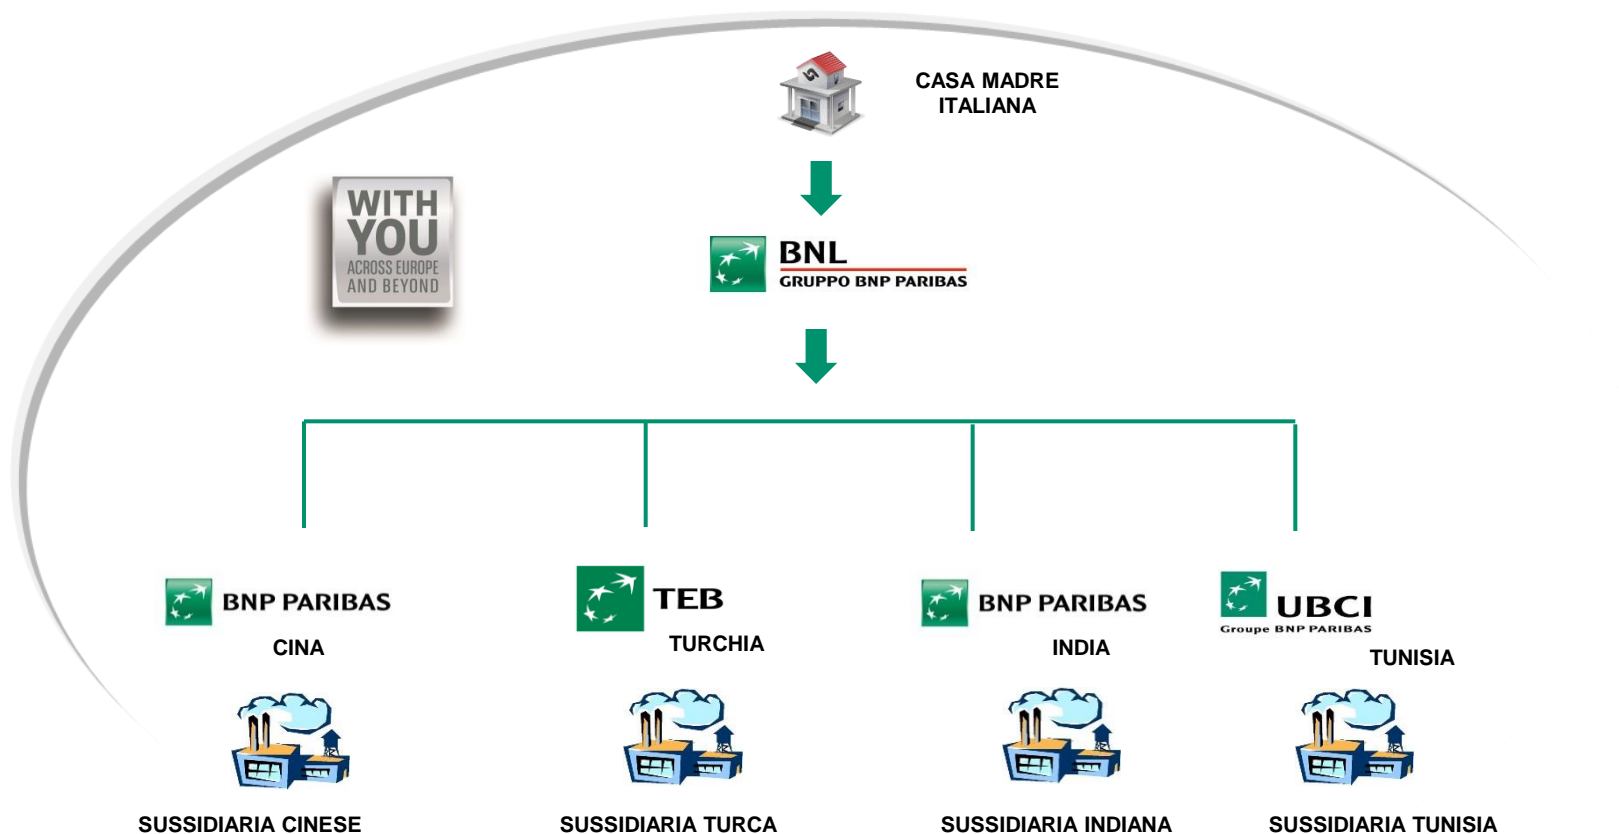 CASA MADRE
ITALIANA
WITH
YOU
ACROSS EUROPE
AND BEYOND
BNL
GRUPPO BNP PARIBAS
BNP PARIBAS
CINA
TEB
TURCHIA
BNP PARIBAS
INDIA
UBCI
Groupe BNP PARIBAS
TUNISIA
SUSSIDIARIA CINESE
SUSSIDIARIA TURCA
SUSSIDIARIA INDIANA
SUSSIDIARIA TUNISIA